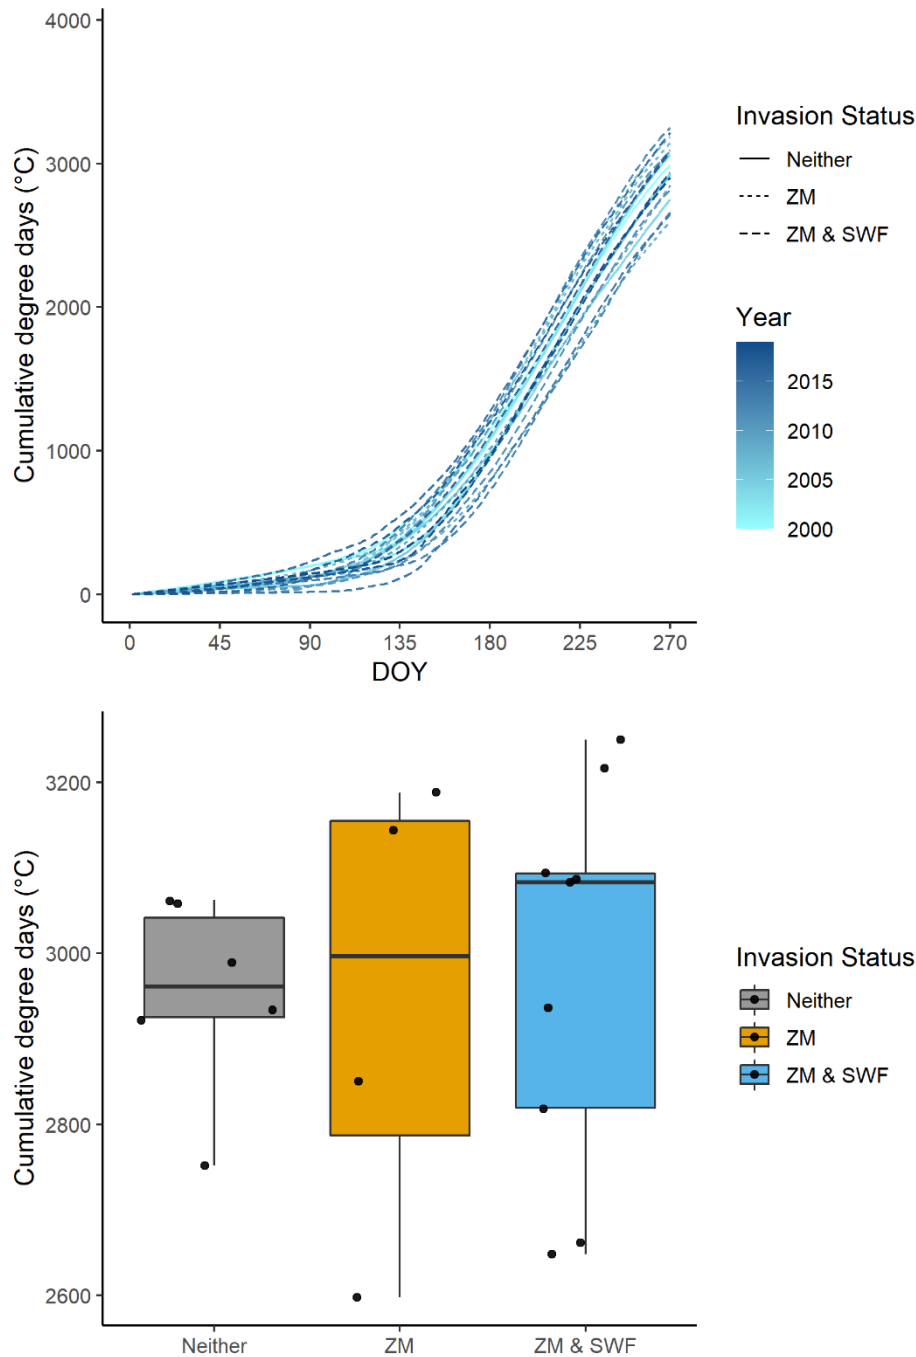 4000
3000
2000
1000
0
Cumulative degree days (°C)
0 45 90 135 180 225 270
DOY
Invasion Status
Neither
ZM
ZM & SWF
Year
2015
2010
2005
2000
3200
3000
2800
2600
Cumulative degree days (°C)
Neither ZM ZM & SWF
Invasion Status
Neither
ZM
ZM & SWF